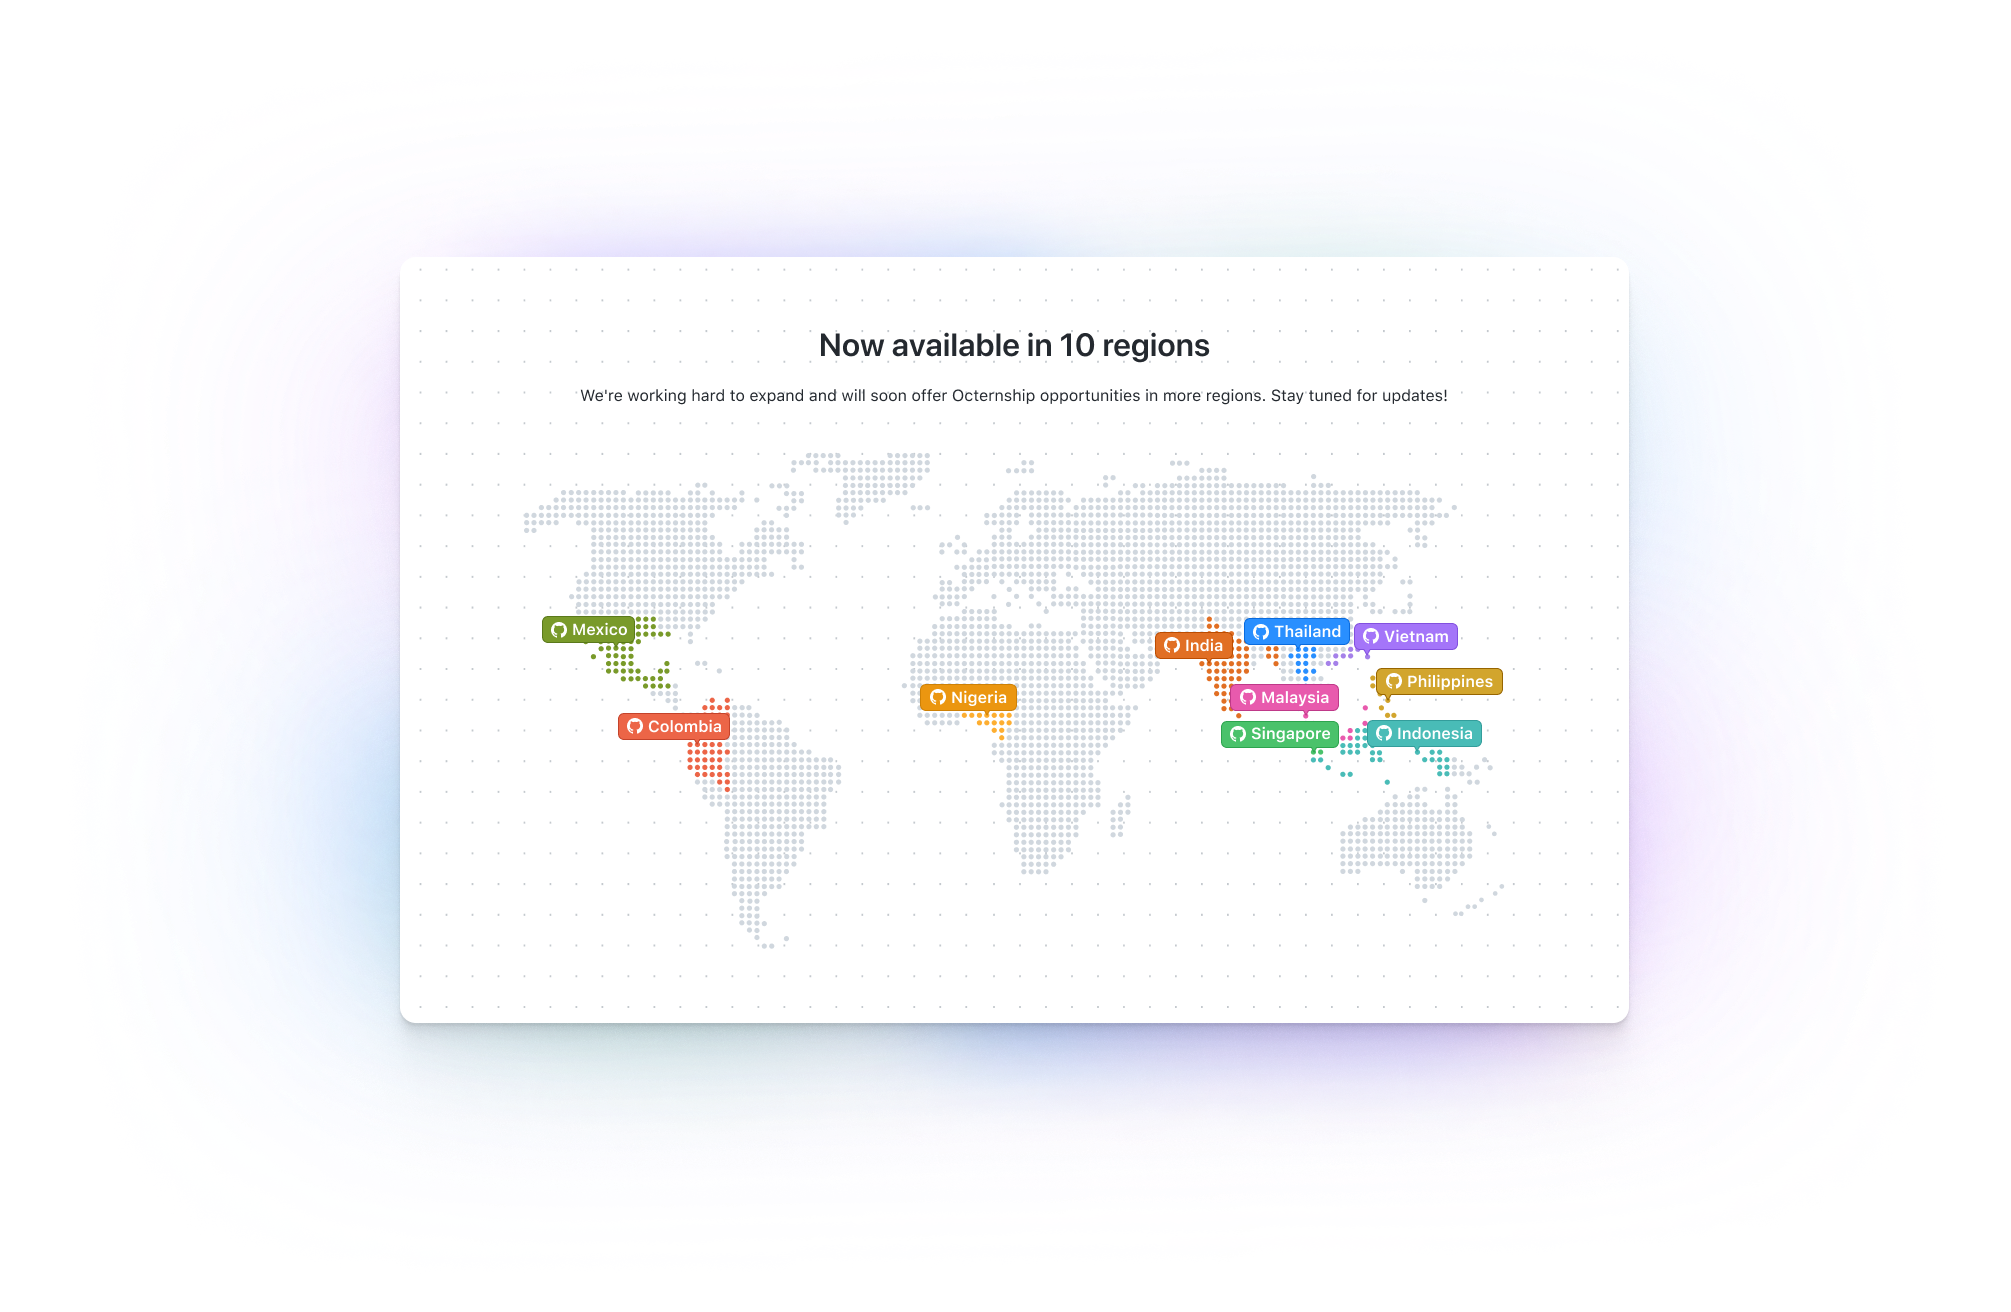 Now available in 10 regions
We're working hard to expand and will soon offer Octernship opportunities in more regions. Stay tuned for updates!
Mexico
Thailand
Vietnam
India
Philippines
Nigeria
Malaysia
Colombia
Singapore
Indonesia